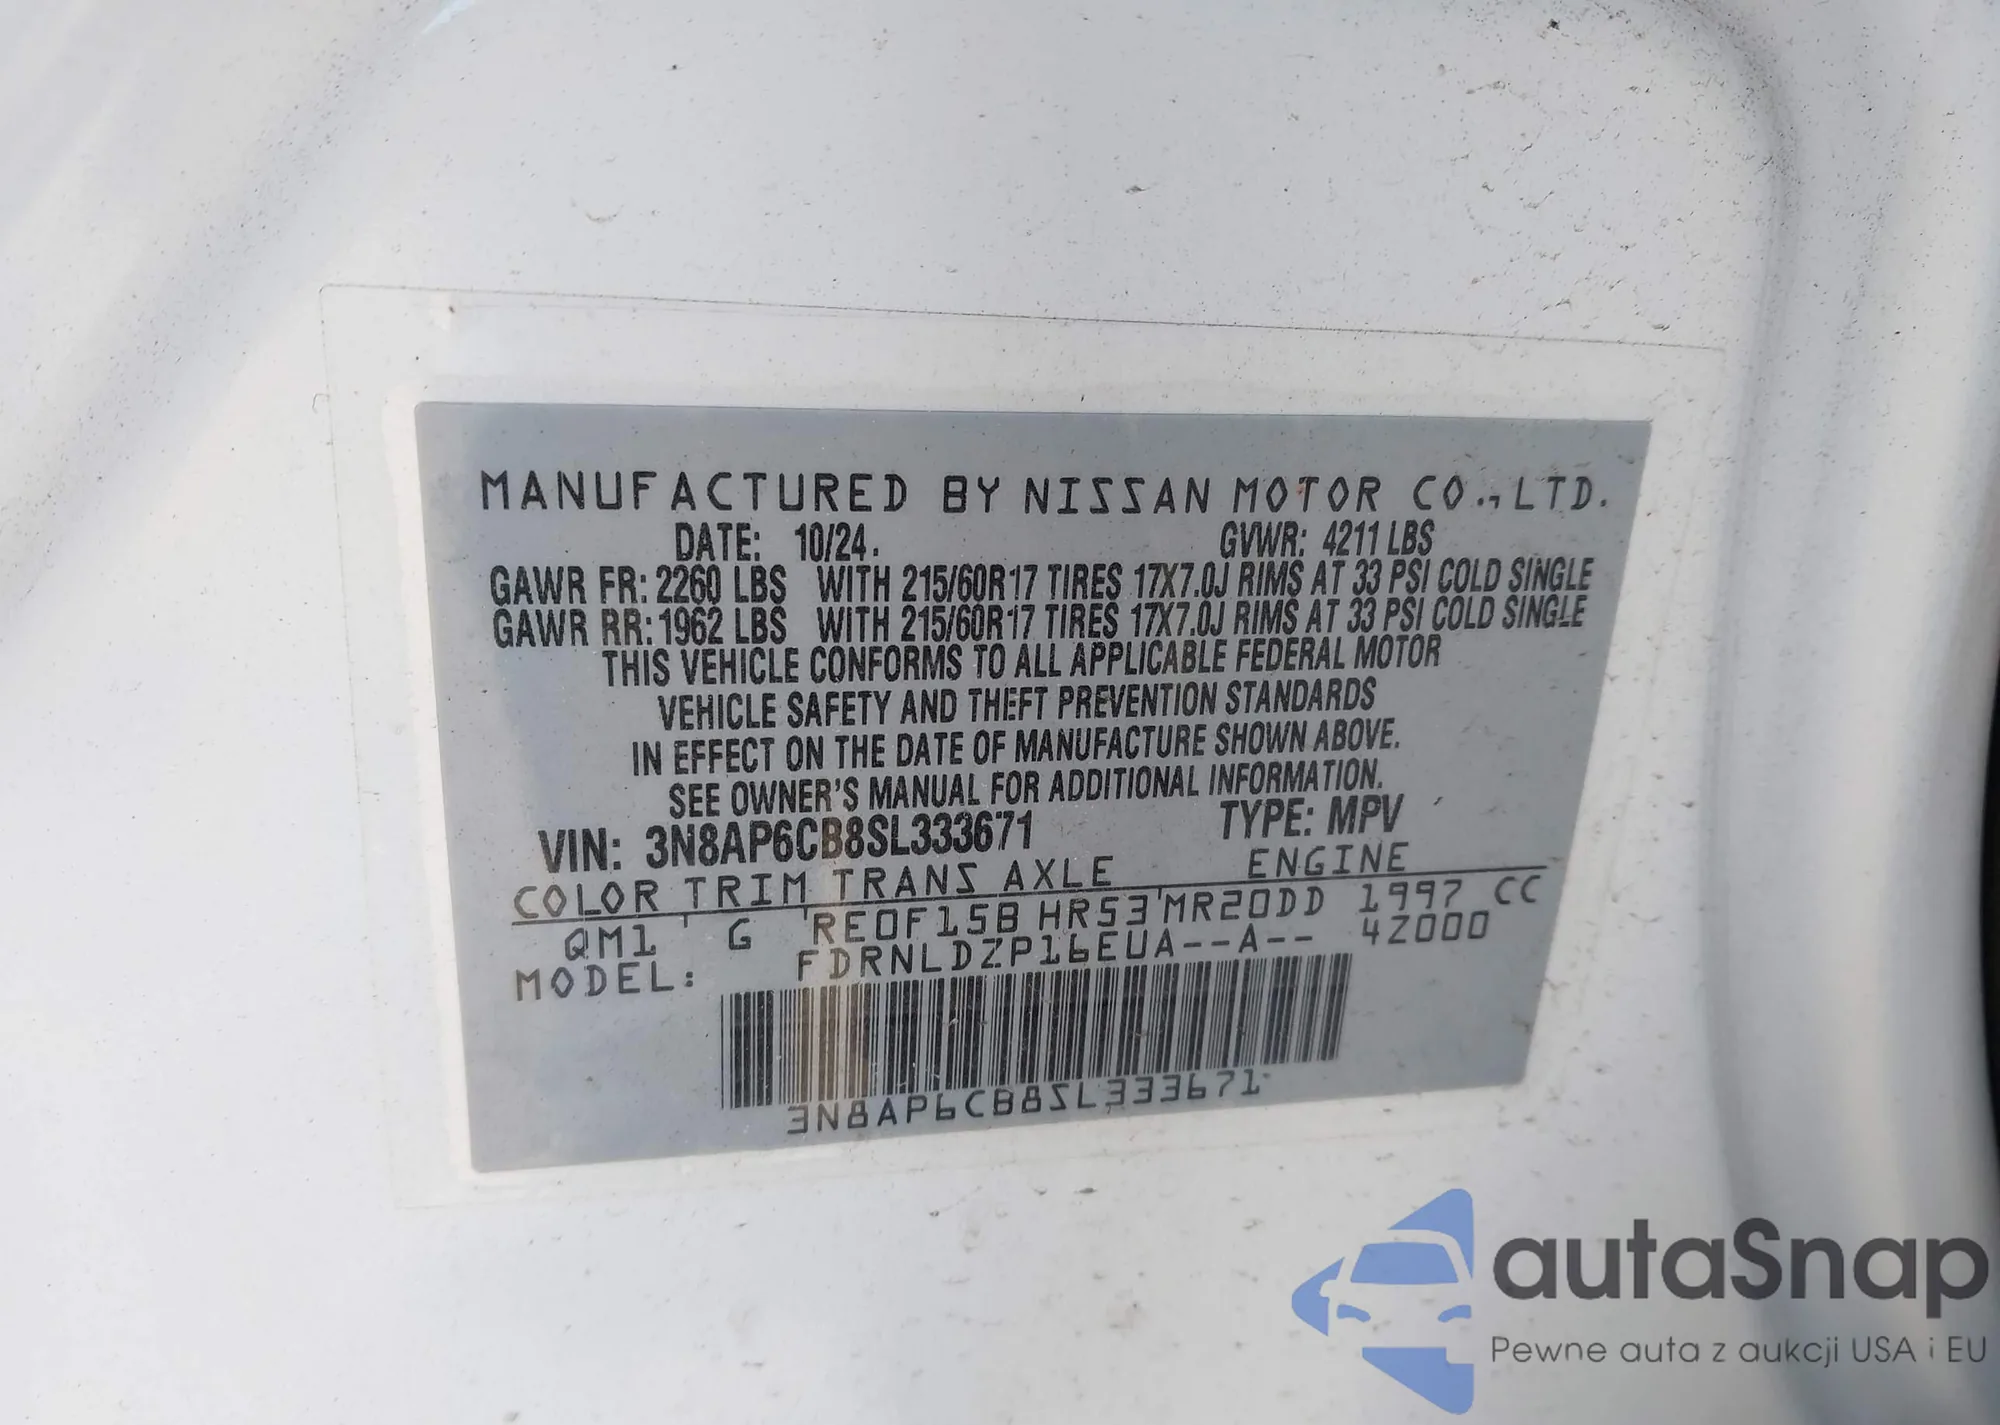 MANUFACTURED BY NISSAN MOTOR CO., LTD.
DATE: 10/24. GVWR: 4211 LBS
GAWR FR: 2260 LBS WITH 215/60R17 TIRES 17X7.0J RIMS AT 33 PSI COLD SINGLE
GAWR RR: 1962 LBS WITH 215/60R17 TIRES 17X7.0J RIMS AT 33 PSI COLD SINGLE
THIS VEHICLE CONFORMS TO ALL APPLICABLE FEDERAL MOTOR
VEHICLE SAFETY AND THEFT PREVENTION STANDARDS
IN EFFECT ON THE DATE OF MANUFACTURE SHOWN ABOVE.
SEE OWNER'S MANUAL FOR ADDITIONAL INFORMATION.
VIN: 3N8AP6CB8SL333671 TYPE: MPV
COLOR TRIM TRANS AXLE ENGINE
QM1 G RE0F15B HR53 MR20DD 1997 CC
MODEL: FDRNLDZP16EUA--A-- 4Z000
3N8AP6CB8SL333671
autaSnap
Pewne auta z aukcji USA i EU